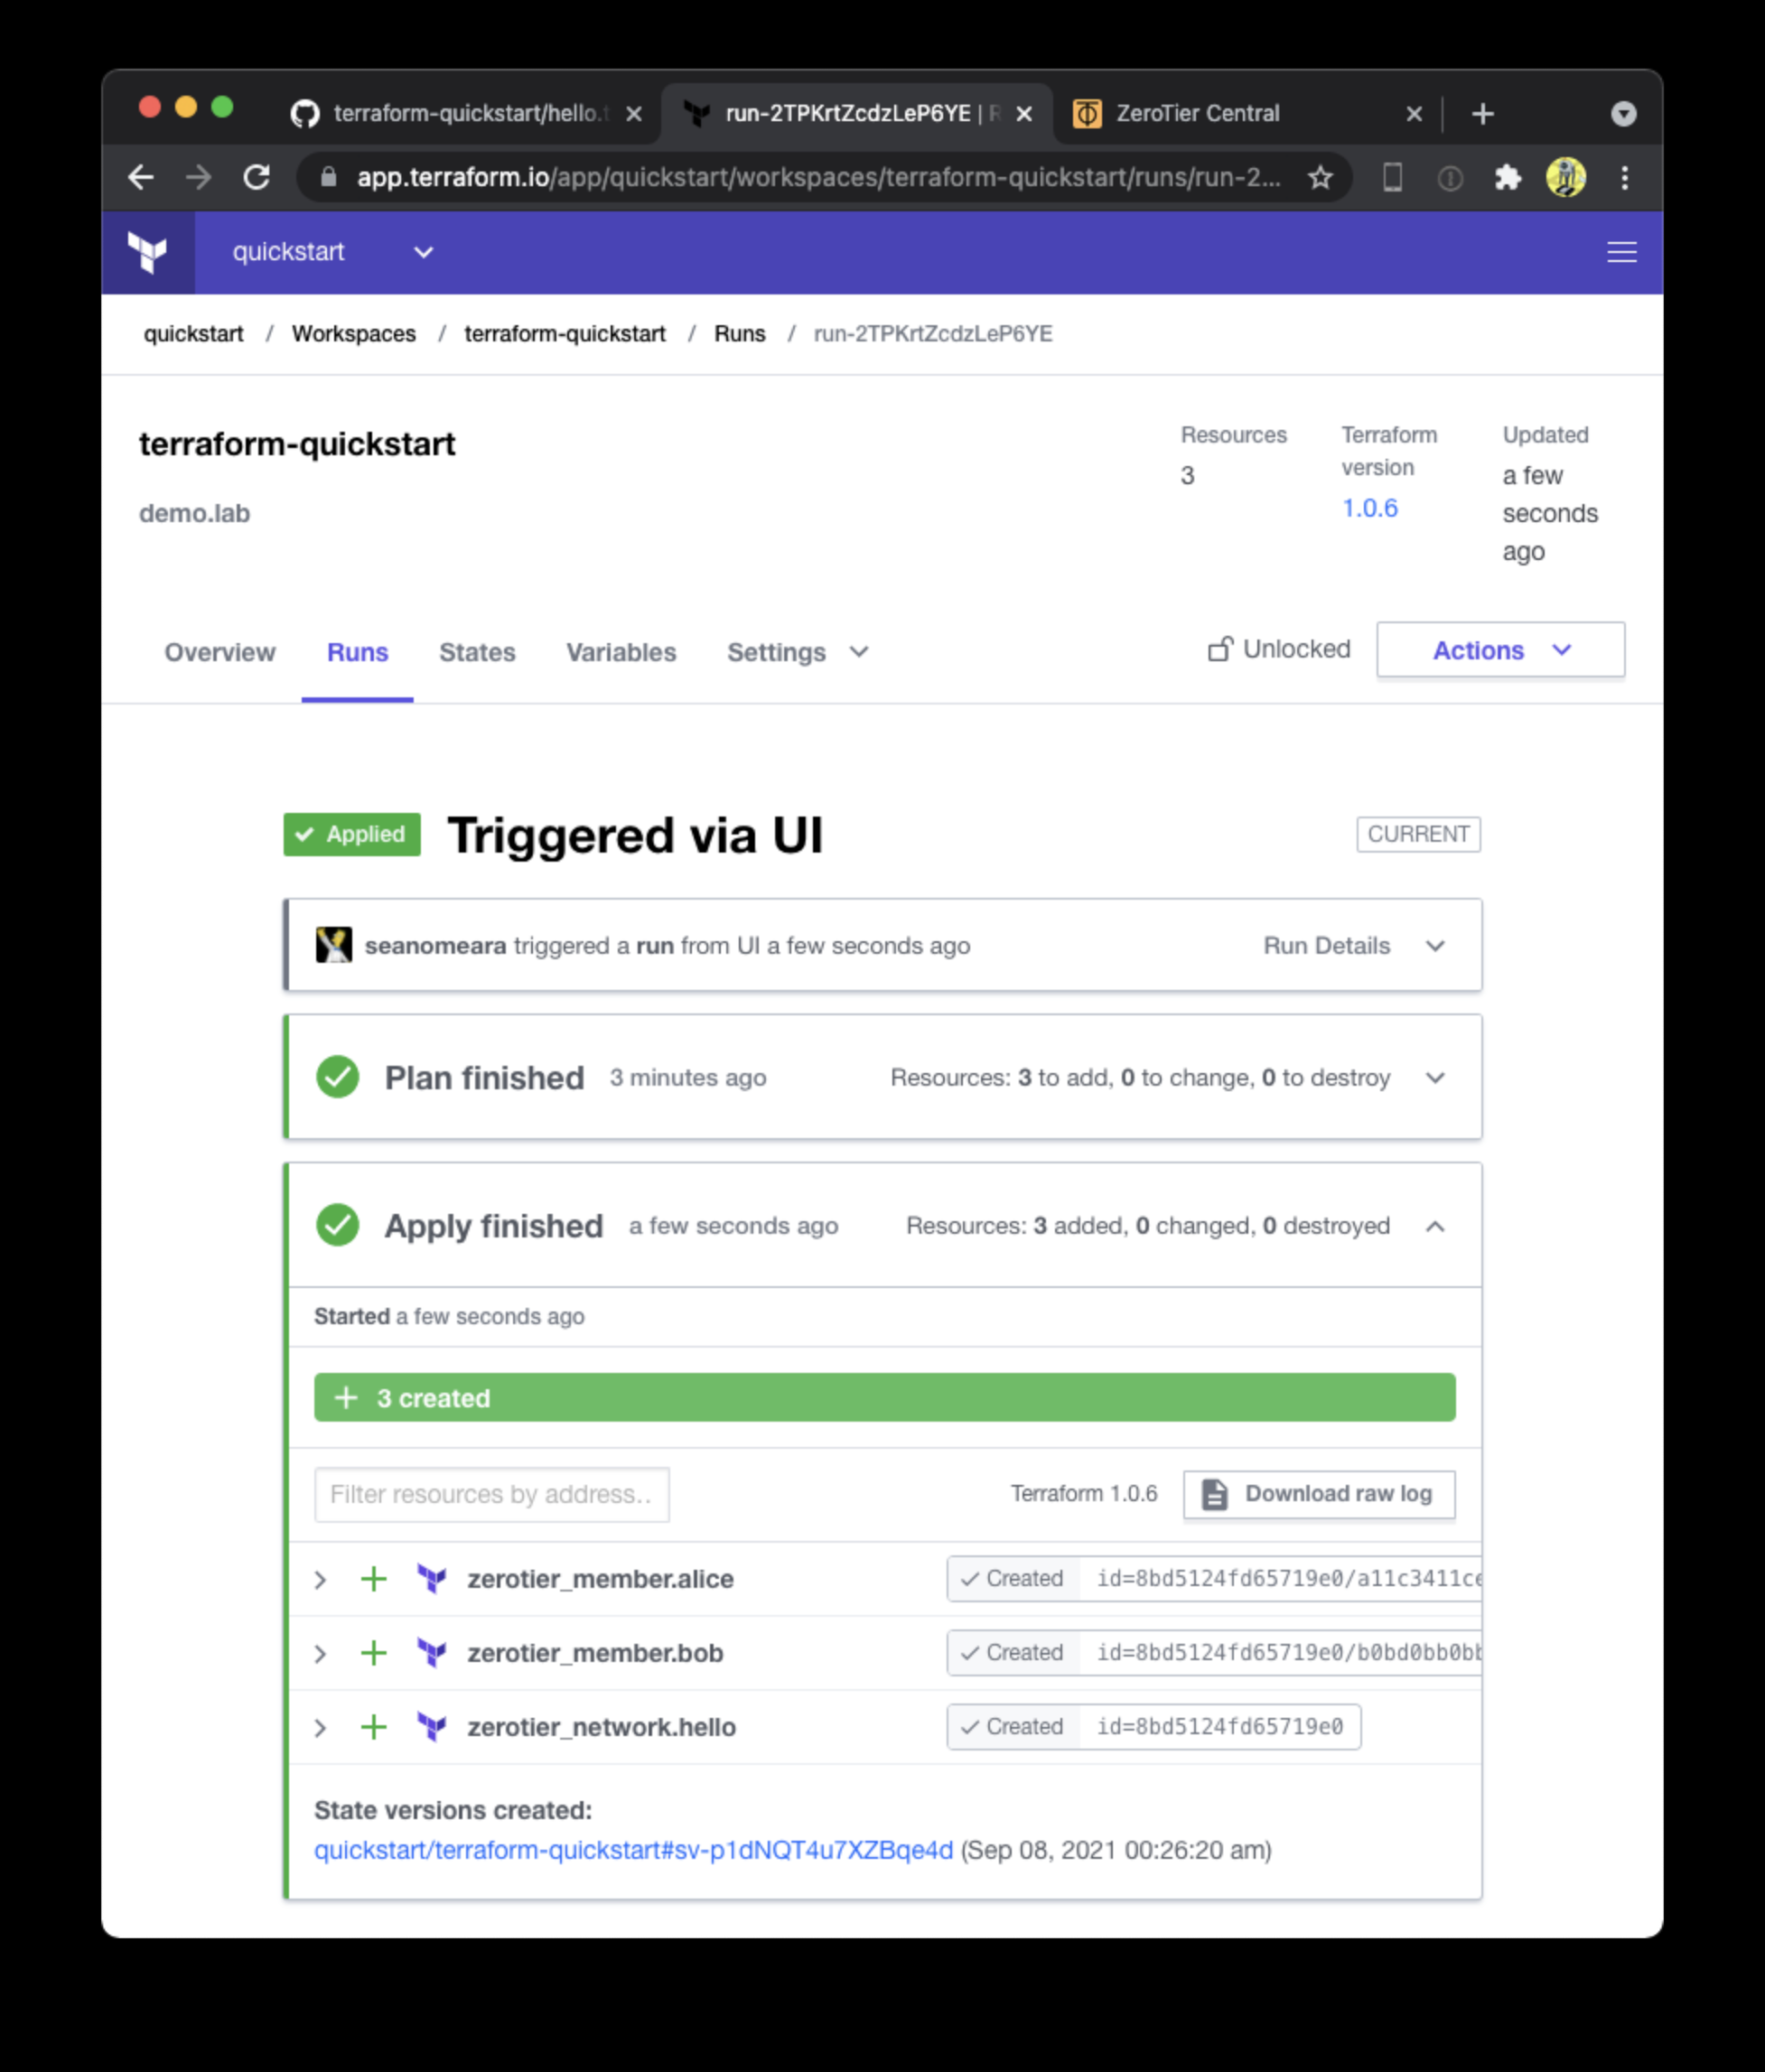 terraform-quickstart/hello.t
run-2TPKrtZcdzLeP6YE | R
ZeroTier Central
app.terraform.io/app/quickstart/workspaces/terraform-quickstart/runs/run-2...
quickstart
quickstart / Workspaces / terraform-quickstart / Runs / run-2TPKrtZcdzLeP6YE
terraform-quickstart
demo.lab
Resources
3
Terraform
version
1.0.6
Updated
a few
seconds
ago
Overview Runs States Variables Settings
Unlocked
Actions
Applied
Triggered via UI
CURRENT
seanomeara triggered a run from UI a few seconds ago
Run Details
Plan finished 3 minutes ago Resources: 3 to add, 0 to change, 0 to destroy
Apply finished a few seconds ago Resources: 3 added, 0 changed, 0 destroyed
Started a few seconds ago
+ 3 created
Filter resources by address..
Terraform 1.0.6
Download raw log
zerotier_member.alice Created id=8bd5124fd65719e0/a11c3411ce
zerotier_member.bob Created id=8bd5124fd65719e0/b0bd0bb0bb
zerotier_network.hello Created id=8bd5124fd65719e0
State versions created:
quickstart/terraform-quickstart#sv-p1dNQT4u7XZBqe4d (Sep 08, 2021 00:26:20 am)